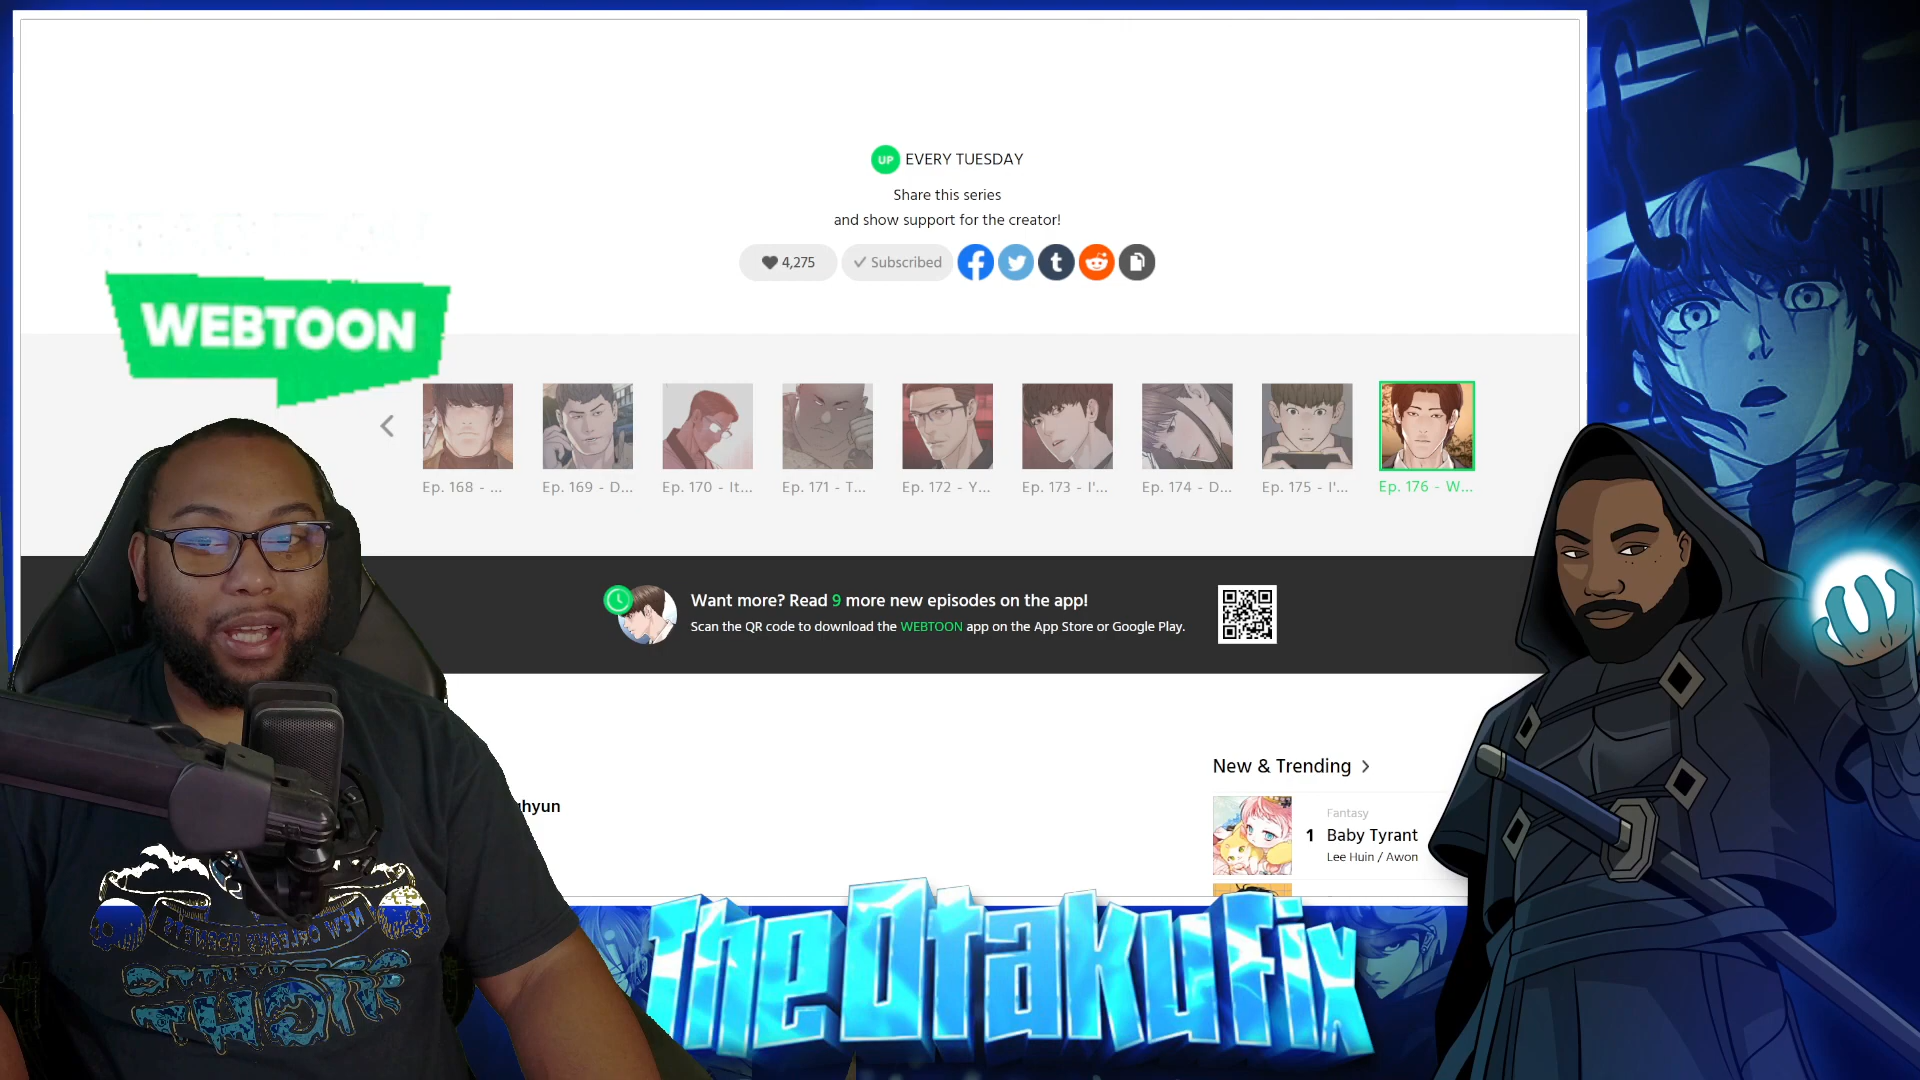 UP EVERY TUESDAY
Share this series
and show support for the creator!
4,275 Subscribed
WEBTOON
Ep. 168 - ... Ep. 169 - D... Ep. 170 - It... Ep. 171 - T... Ep. 172 - Y... Ep. 173 - I'... Ep. 174 - D... Ep. 175 - I'... Ep. 176 - W...
Want more? Read 9 more new episodes on the app!
Scan the QR code to download the WEBTOON app on the App Store or Google Play.
New & Trending
hyun
Fantasy
1 Baby Tyrant
Lee Huin / Awon
NEW ORLEANS HORNETS
TheOtakuFix